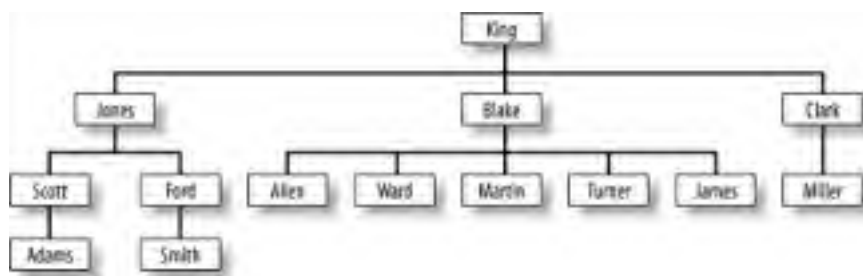 King
Jones Blake Clark
Scott Ford Allen Ward Martin Turner James Miller
Adams Smith